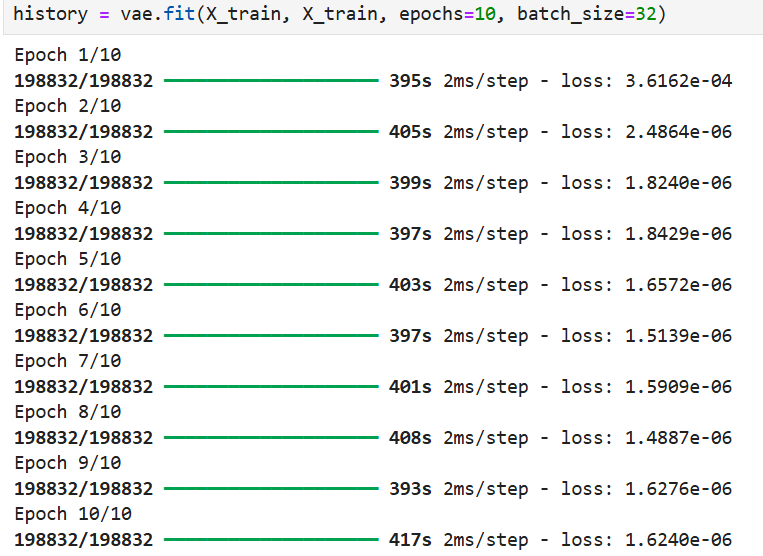 history = vae.fit(X_train, X_train, epochs=10, batch_size=32)
Epoch 1/10
198832/198832 395s 2ms/step - loss: 3.6162e-04
Epoch 2/10
198832/198832 405s 2ms/step - loss: 2.4864e-06
Epoch 3/10
198832/198832 399s 2ms/step - loss: 1.8240e-06
Epoch 4/10
198832/198832 397s 2ms/step - loss: 1.8429e-06
Epoch 5/10
198832/198832 403s 2ms/step - loss: 1.6572e-06
Epoch 6/10
198832/198832 397s 2ms/step - loss: 1.5139e-06
Epoch 7/10
198832/198832 401s 2ms/step - loss: 1.5909e-06
Epoch 8/10
198832/198832 408s 2ms/step - loss: 1.4887e-06
Epoch 9/10
198832/198832 393s 2ms/step - loss: 1.6276e-06
Epoch 10/10
198832/198832 417s 2ms/step - loss: 1.6240e-06